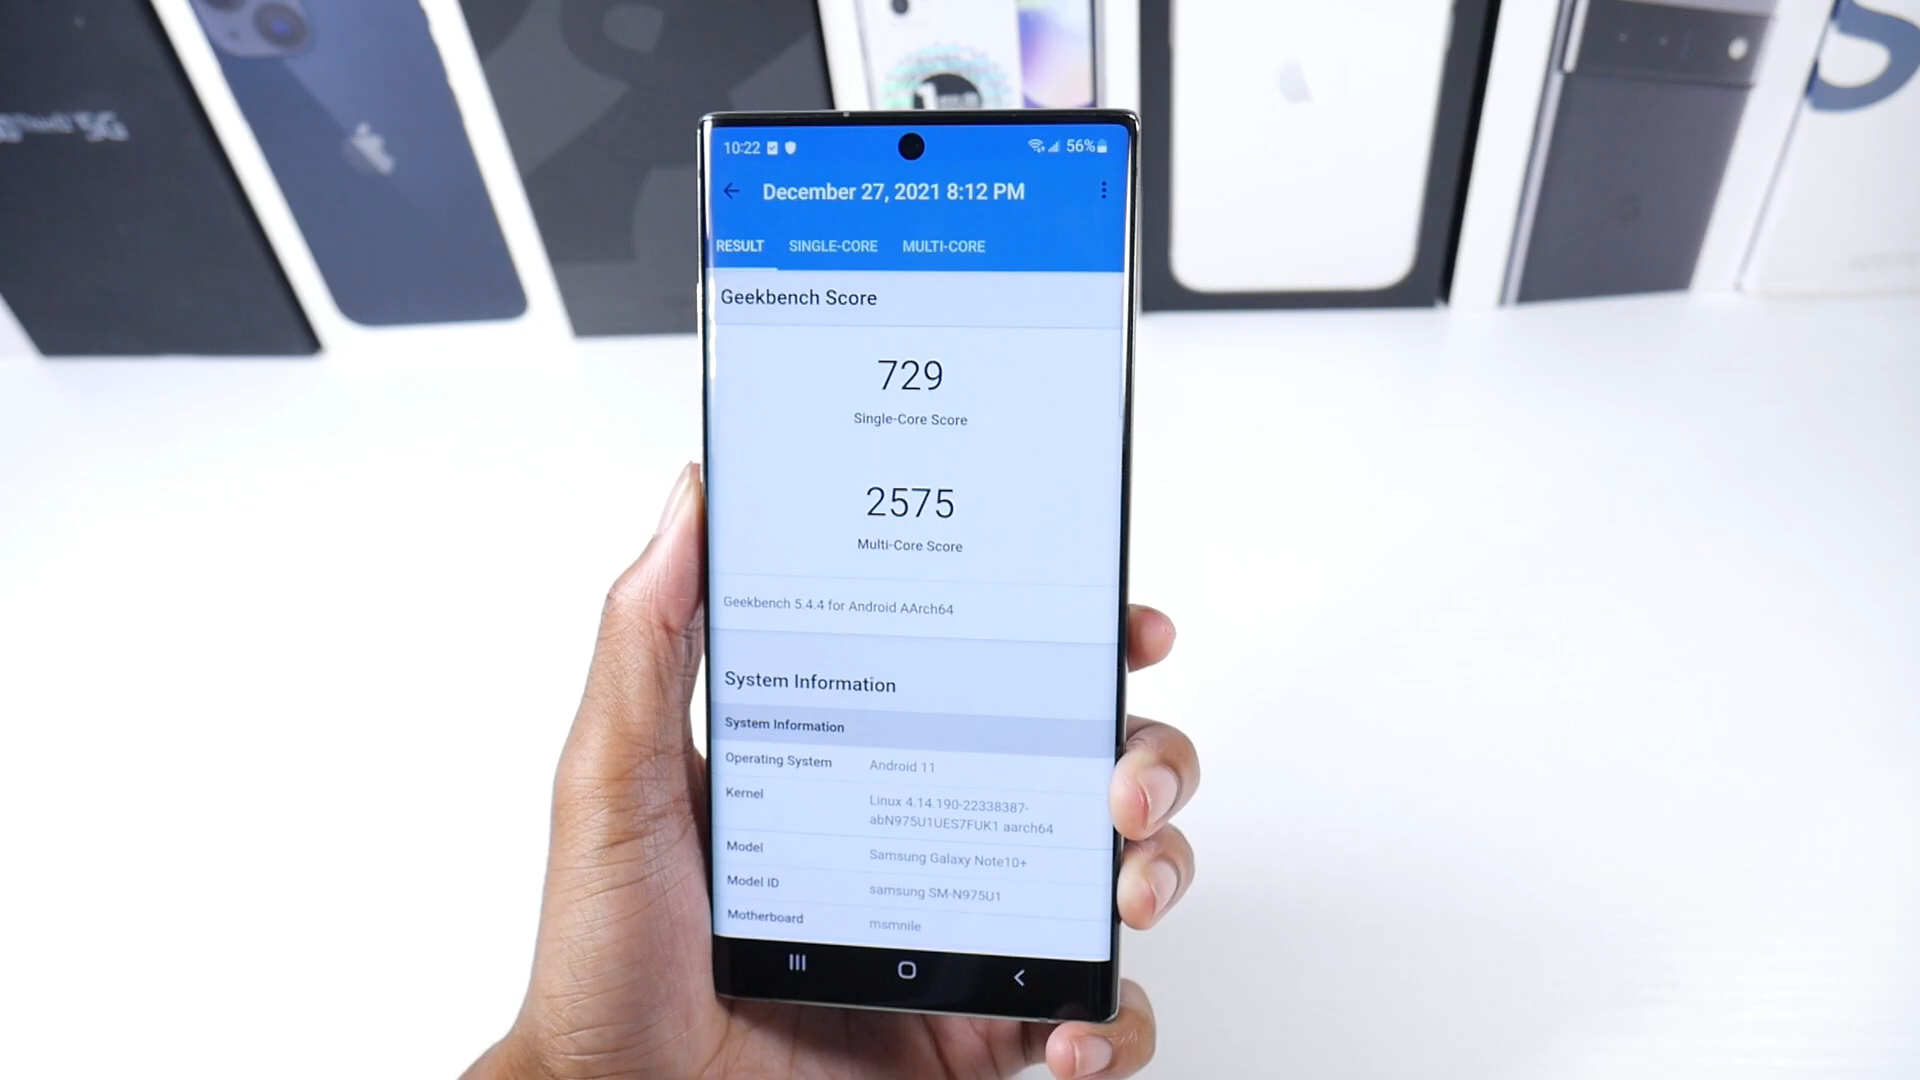 10:22 56%
December 27, 2021 8:12 PM
RESULT SINGLE-CORE MULTI-CORE
Geekbench Score
729
Single-Core Score
2575
Multi-Core Score
Geekbench 5.4.4 for Android AArch64
System Information
System Information
Operating System Android 11
Kernel Linux 4.14.190-22338387-
abN975U1UES7FUK1 aarch64
Model Samsung Galaxy Note10+
Model ID samsung SM-N975U1
Motherboard msmnile
5G